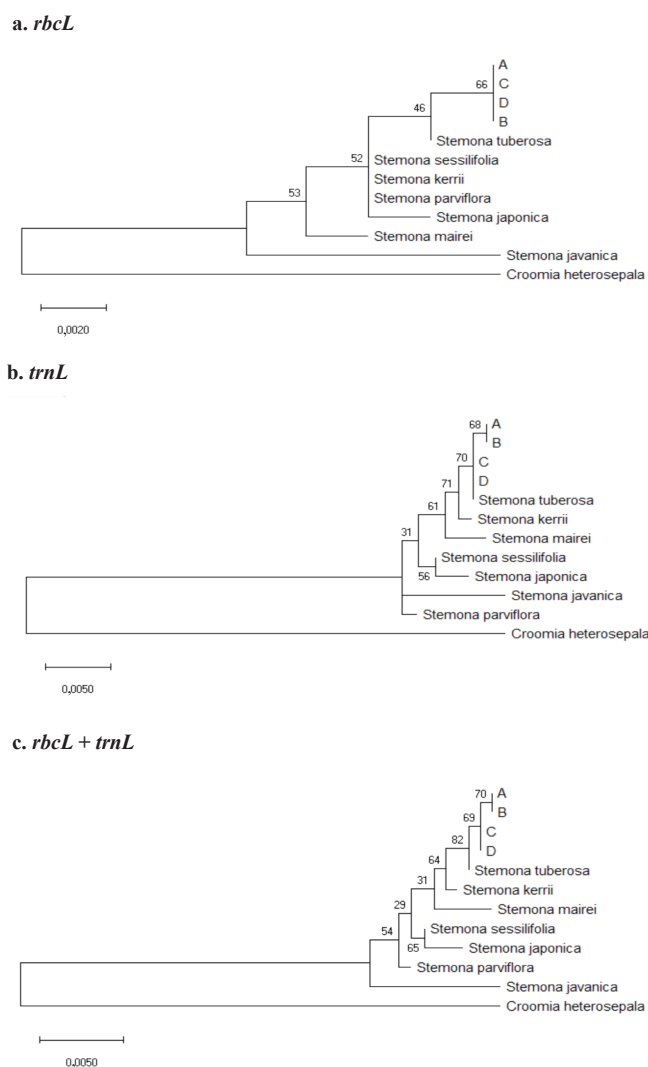 a. rbcL
A
66
C
D
46
B
Stemona tuberosa
52
Stemona sessilifolia
Stemona kerrii
53
Stemona parviflora
Stemona japonica
Stemona mairei
Stemona javanica
Croomia heterosepala
0,0020
b. trnL
68
A
B
70
C
71
D
Stemona tuberosa
61
Stemona kerrii
31
Stemona mairei
Stemona sessilifolia
56
Stemona japonica
Stemona javanica
Stemona parviflora
Croomia heterosepala
0,0050
c. rbcL + trnL
70
A
B
69
C
82
D
64
Stemona tuberosa
31
Stemona kerrii
29
Stemona mairei
54
Stemona sessilifolia
65
Stemona japonica
Stemona parviflora
Stemona javanica
Croomia heterosepala
0,0050